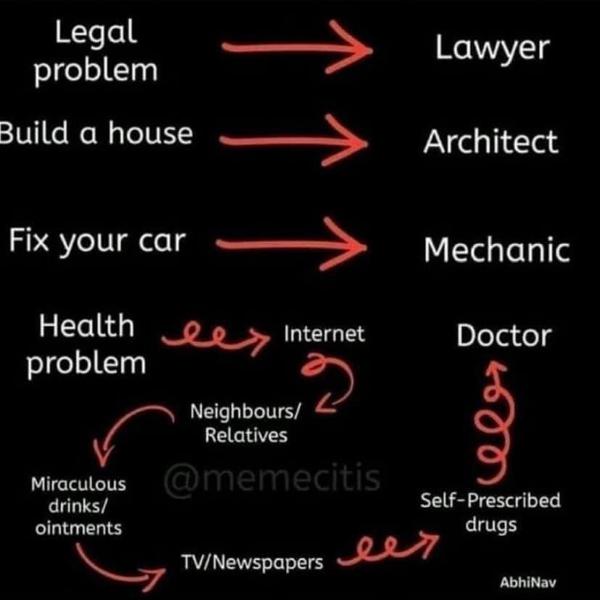 Legal
problem
Lawyer
Build a house
Architect
Fix your car
Mechanic
Health
problem
Internet
Doctor
Neighbours/
Relatives
Miraculous
drinks/
ointments
@memecitis
Self-Prescribed
drugs
TV/Newspapers
AbhiNav